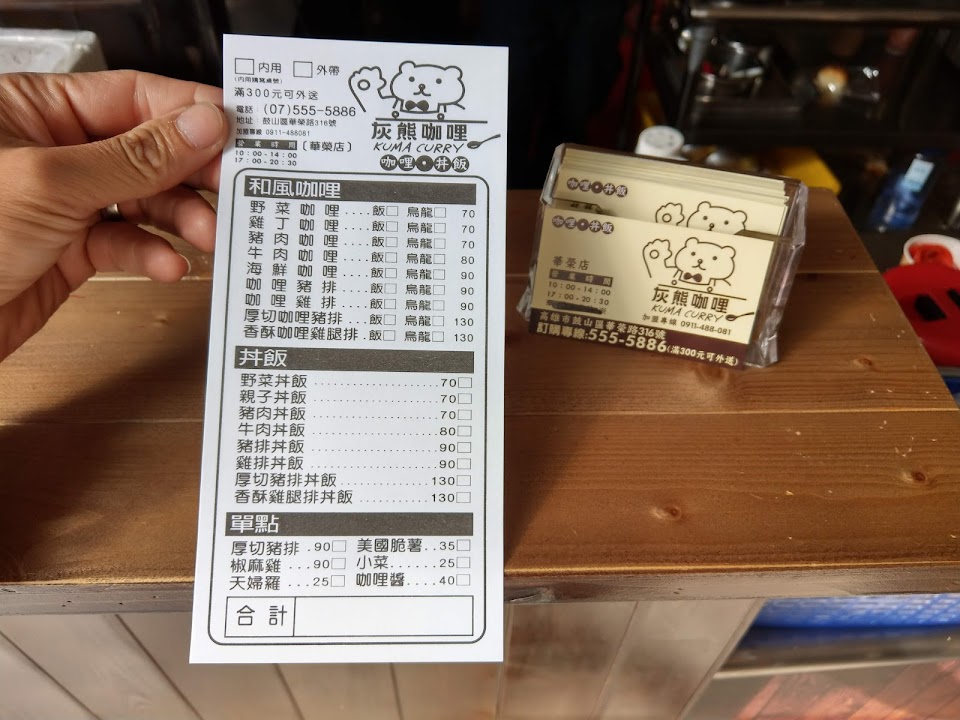 □ 內用 □ 外帶
(內用請寫桌號)
滿300元可外送
電話：(07)555-5886
地址：鼓山區華榮路316號
加盟專線 0911-488081
營業時間 〔華榮店〕
10：00-14：00
17：00-20：30
灰熊咖哩
KUMA CURRY
咖哩•丼飯
和風咖哩
野菜咖哩....飯□ 烏龍□ 70
雞丁咖哩....飯□ 烏龍□ 70
豬肉咖哩....飯□ 烏龍□ 70
牛肉咖哩....飯□ 烏龍□ 80
海鮮咖哩....飯□ 烏龍□ 90
咖哩豬排....飯□ 烏龍□ 90
咖哩雞排....飯□ 烏龍□ 90
厚切咖哩豬排.飯□ 烏龍□ 130
香酥咖哩雞腿排.飯□ 烏龍□ 130
丼飯
野菜丼飯....................70□
親子丼飯....................70□
豬肉丼飯....................70□
牛肉丼飯....................80□
豬排丼飯....................90□
雞排丼飯....................90□
厚切豬排丼飯...............130□
香酥雞腿排丼飯............130□
單點
厚切豬排.90□ 美國脆薯..35□
椒麻雞...90□ 小菜......25□
天婦羅...25□ 咖哩醬....40□
合計
咖哩•丼飯
咖哩•丼飯
華榮店
營業時間
10：00-14：00
17：00-20：30
灰熊咖哩
KUMA CURRY
加盟專線 0911-488-081
高雄市鼓山區華榮路316號
訂購專線:555-5886(滿300元可外送)